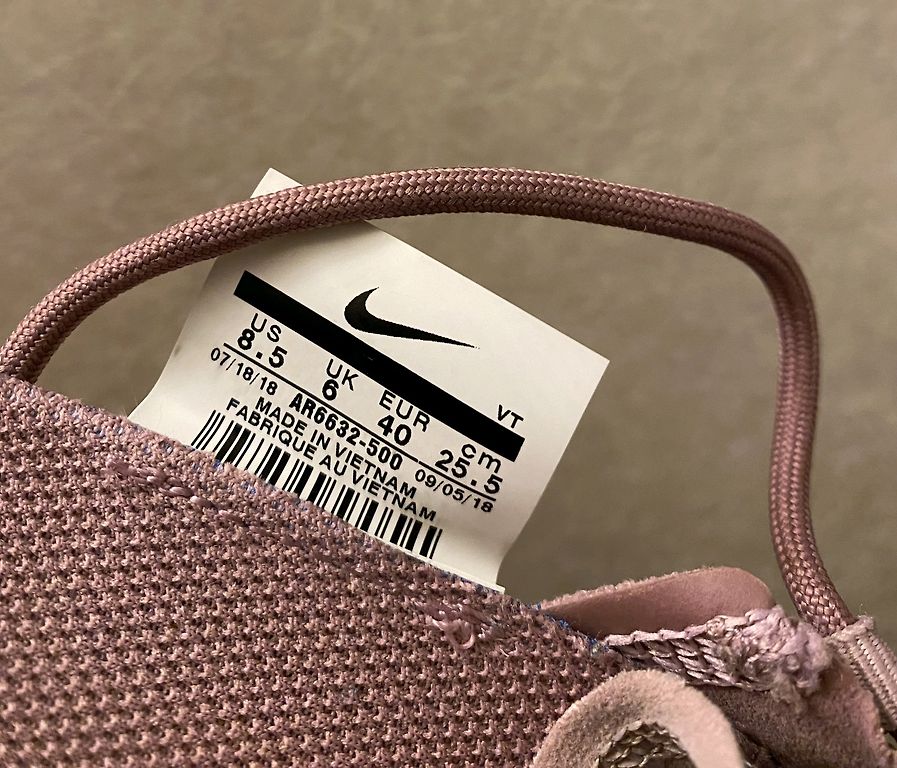 VT
US UK EUR cm
8.5 6 40 25.5
07/18/18 AR6632-500 09/05/18
MADE IN VIETNAM
FABRIQUE AU VIETNAM